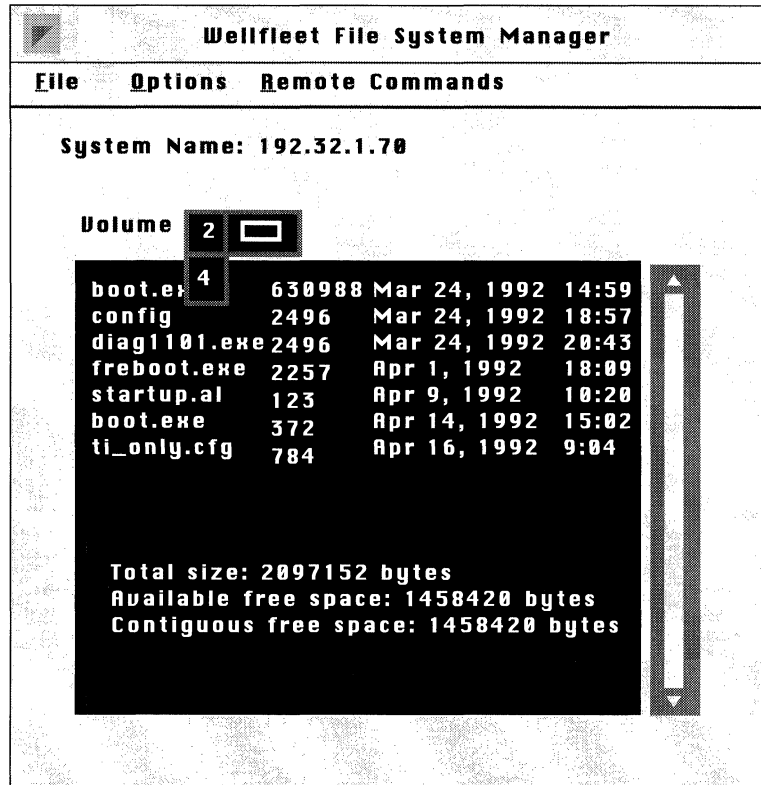 Wellfleet File System Manager
File Options Remote Commands
System Name: 192.32.1.70
Volume 2
4
boot.ex 630988 Mar 24, 1992 14:59
config 2496 Mar 24, 1992 18:57
diag1101.exe 2496 Mar 24, 1992 20:43
freboot.exe 2257 Apr 1, 1992 18:09
startup.al 123 Apr 9, 1992 10:20
boot.exe 372 Apr 14, 1992 15:02
ti_only.cfg 784 Apr 16, 1992 9:04
Total size: 2097152 bytes
Available free space: 1458420 bytes
Contiguous free space: 1458420 bytes